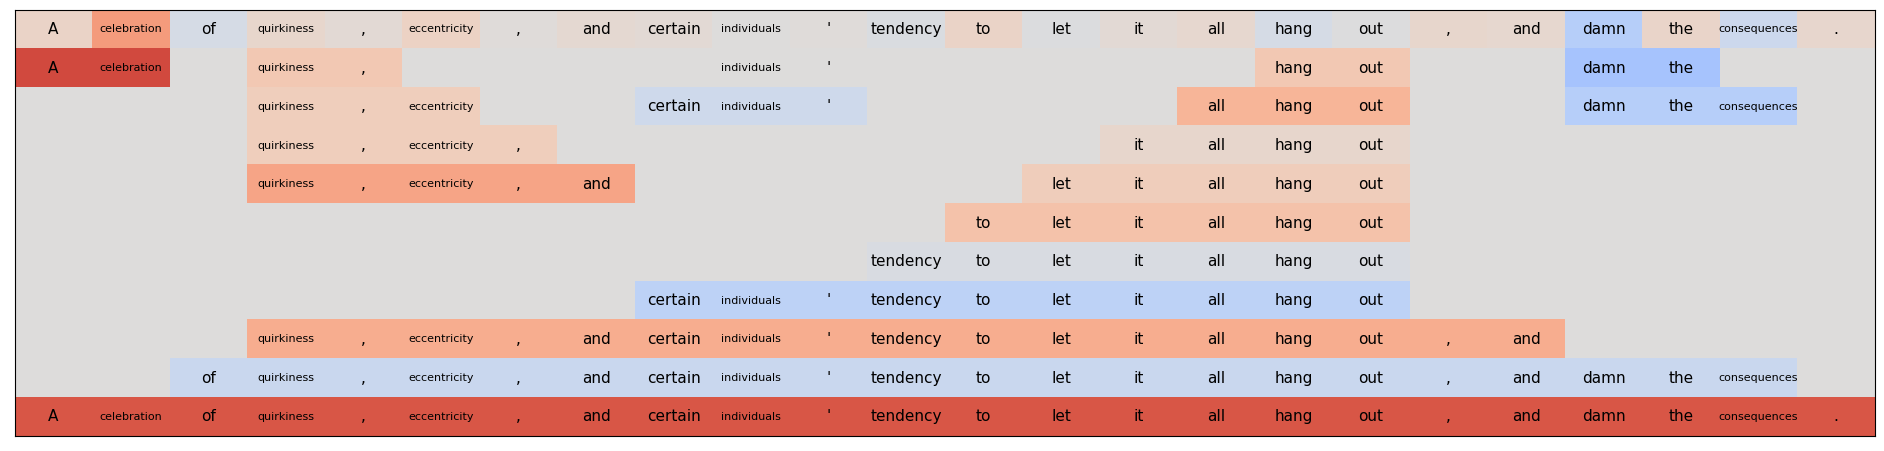 A celebration of quirkiness , eccentricity , and certain individuals ' tendency to let it all hang out , and damn the consequences .
A celebration quirkiness , individuals ' hang out damn the
quirkiness , eccentricity certain individuals ' all hang out damn the consequences
quirkiness , eccentricity , it all hang out
quirkiness , eccentricity , and let it all hang out
to let it all hang out
tendency to let it all hang out
certain individuals ' tendency to let it all hang out
quirkiness , eccentricity , and certain individuals ' tendency to let it all hang out , and
of quirkiness , eccentricity , and certain individuals ' tendency to let it all hang out , and damn the consequences
A celebration of quirkiness , eccentricity , and certain individuals ' tendency to let it all hang out , and damn the consequences .